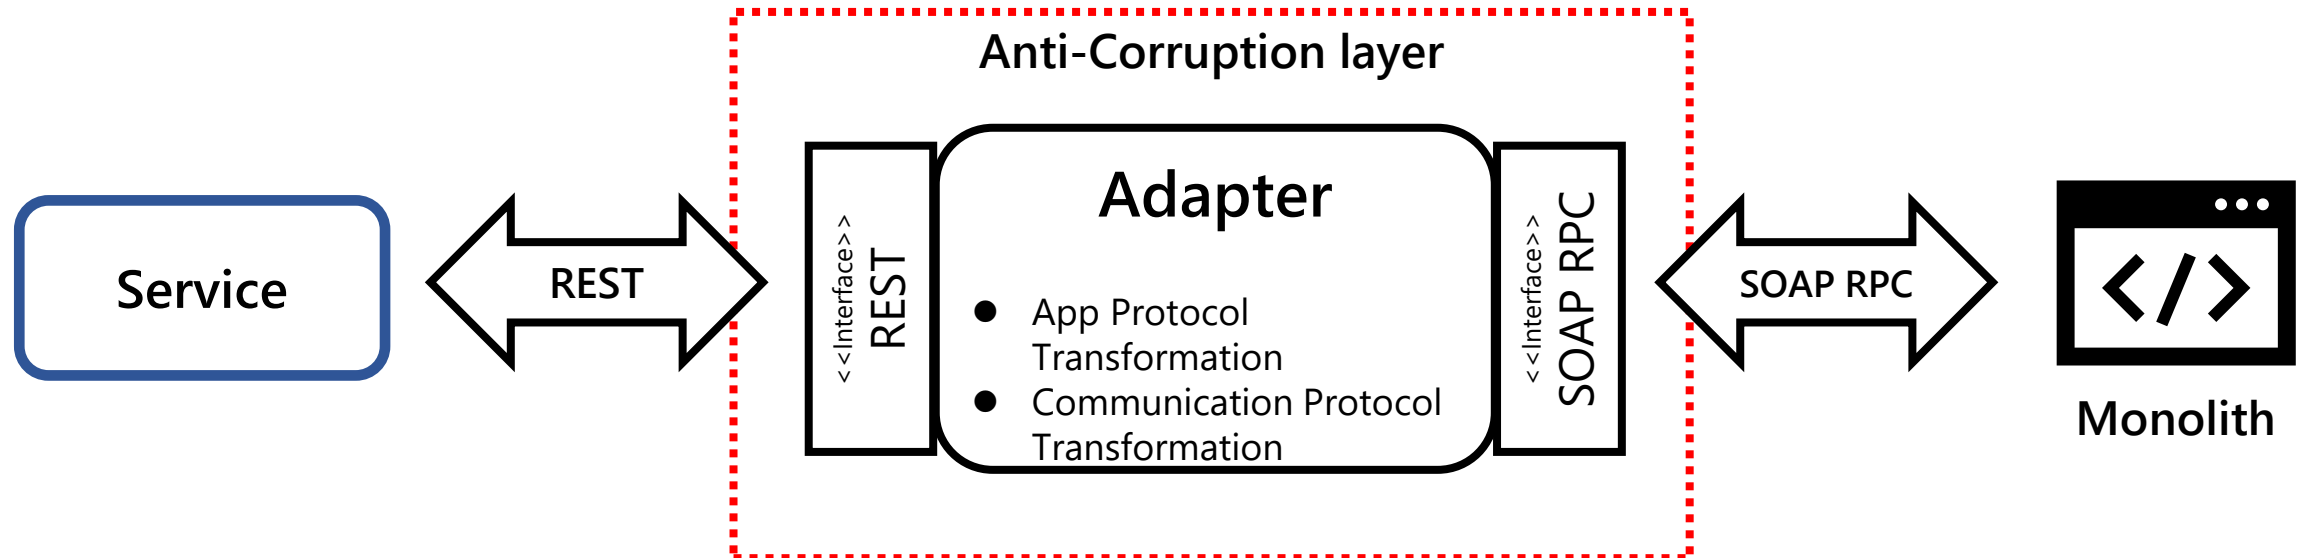 Anti-Corruption layer
Service
REST
<<Interface>>
REST
Adapter
● App Protocol
Transformation
● Communication Protocol
Transformation
<<Interface>>
SOAP RPC
SOAP RPC
</>
Monolith